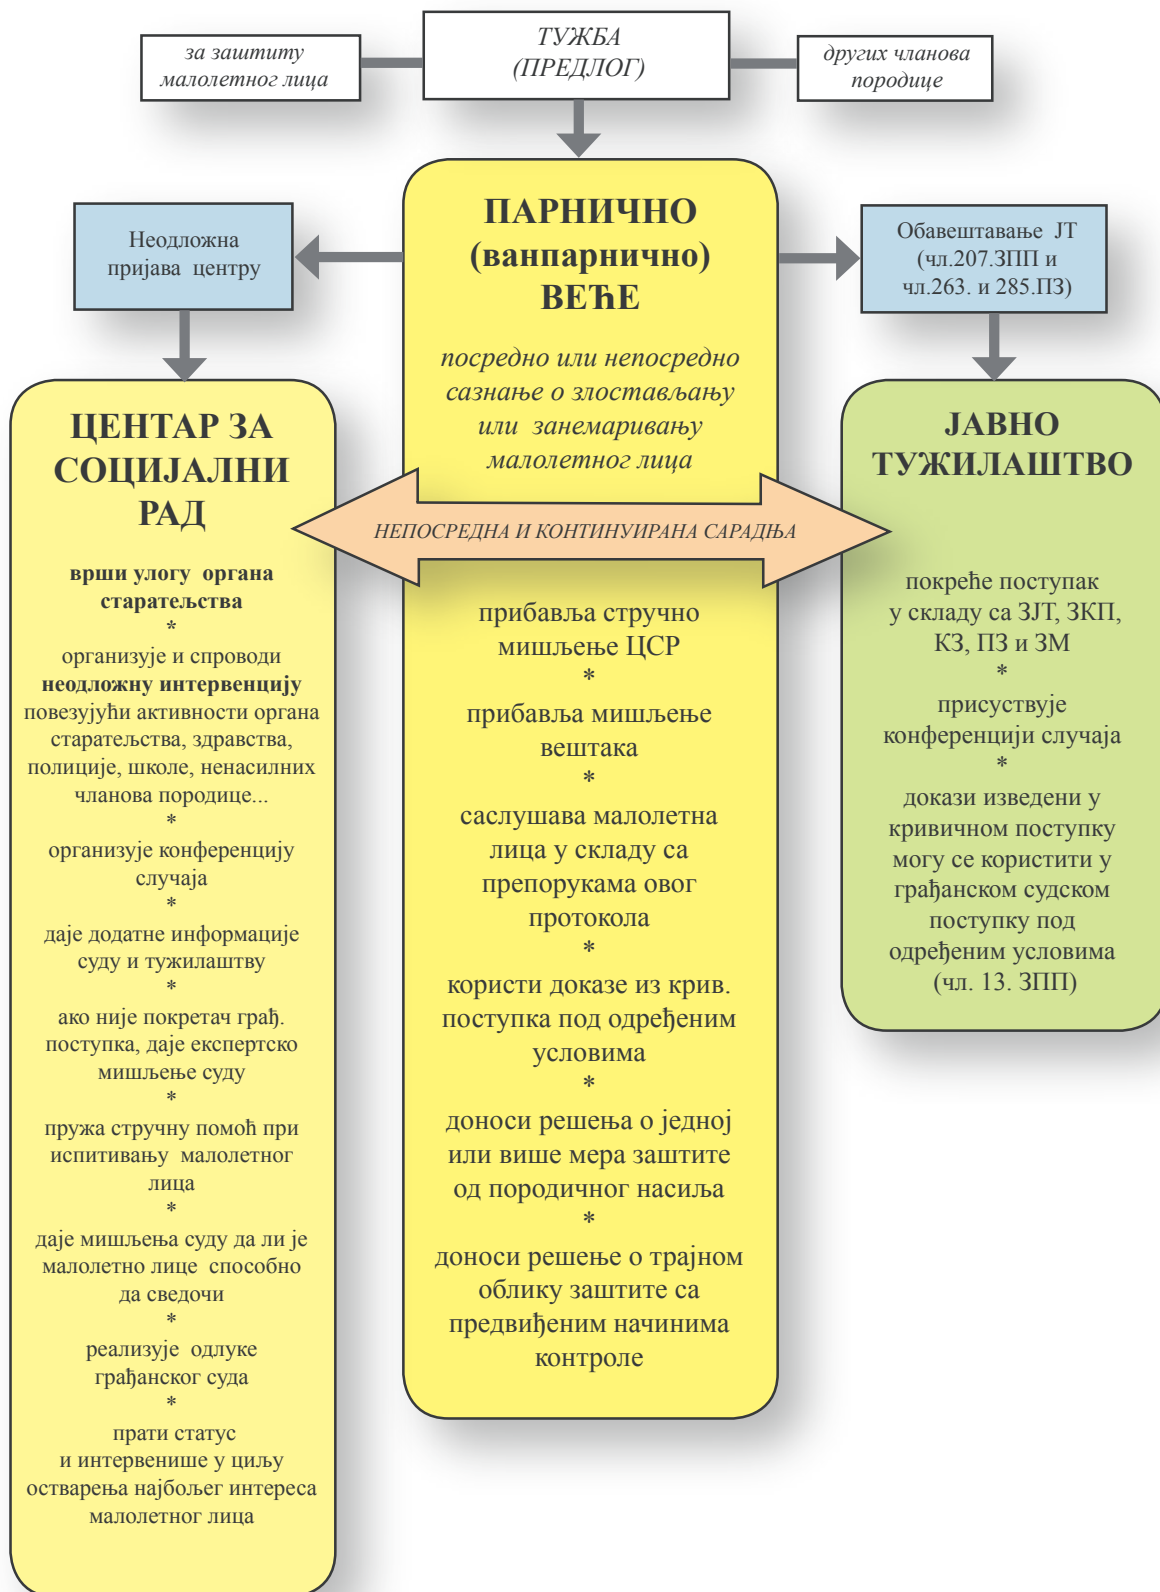 за заштиту
малолетног лица
ТУЖБА
(ПРЕДЛОГ)
других чланова
породице
Неодложна
пријава центру
ПАРНИЧНО
(ванпарнично)
ВЕЋЕ
посредно или непосредно
сазнање о злостављању
или занемаривању
малолетног лица
Обавештавање ЈТ
(чл.207.ЗПП и
чл.263. и 285.ПЗ)
НЕПОСРЕДНА И КОНТИНУИРАНА САРАДЊА
ЦЕНТАР ЗА
СОЦИЈАЛНИ
РАД
врши улогу органа
старатељства
*
организује и спроводи
неодложну интервенцију
повезујући активности органа
старатељства, здравства,
полиције, школе, ненасилних
чланова породице...
*
организује конференцију
случаја
*
даје додатне информације
суду и тужилаштву
*
ако није покретач грађ.
поступка, даје експертско
мишљење суду
*
пружа стручну помоћ при
испитивању малолетног
лица
*
даје мишљења суду да ли је
малолетно лице способно
да сведочи
*
реализује одлуке
грађанског суда
*
прати статус
и интервенише у циљу
остварења најбољег интереса
малолетног лица
прибавља стручно
мишљење ЦСР
*
прибавља мишљење
вештака
*
саслушава малолетна
лица у складу са
препорукама овог
протокола
*
користи доказе из крив.
поступка под одређеним
условима
*
доноси решења о једној
или више мера заштите
од породичног насиља
*
доноси решење о трајном
облику заштите са
предвиђеним начинима
контроле
ЈАВНО
ТУЖИЛАШТВО
покреће поступак
у складу са ЗЈТ, ЗКП,
КЗ, ПЗ и ЗМ
*
присуствује
конференцији случаја
*
докази изведени у
кривичном поступку
могу се користити у
грађанском судском
поступку под
одређеним условима
(чл. 13. ЗПП)